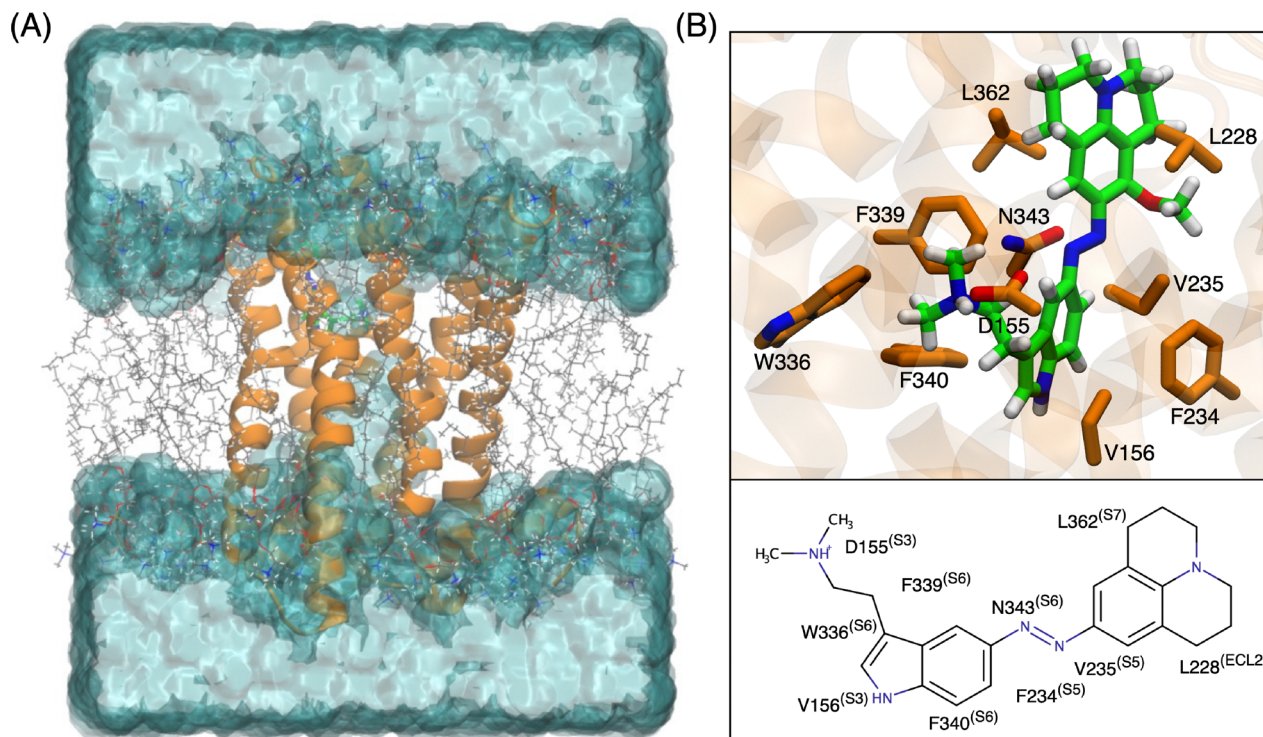 (A)
(B)
L362
L228
F339
N343
V235
D155
W336
F340
F234
V156
CH₃
H₃C
NH⁺
D155(S3)
L362(S7)
N
F339(S6)
N343(S6)
N
W336(S6)
N
V235(S5)
L228(ECL2
F234(S5)
V156(S3)
HN
F340(S6)